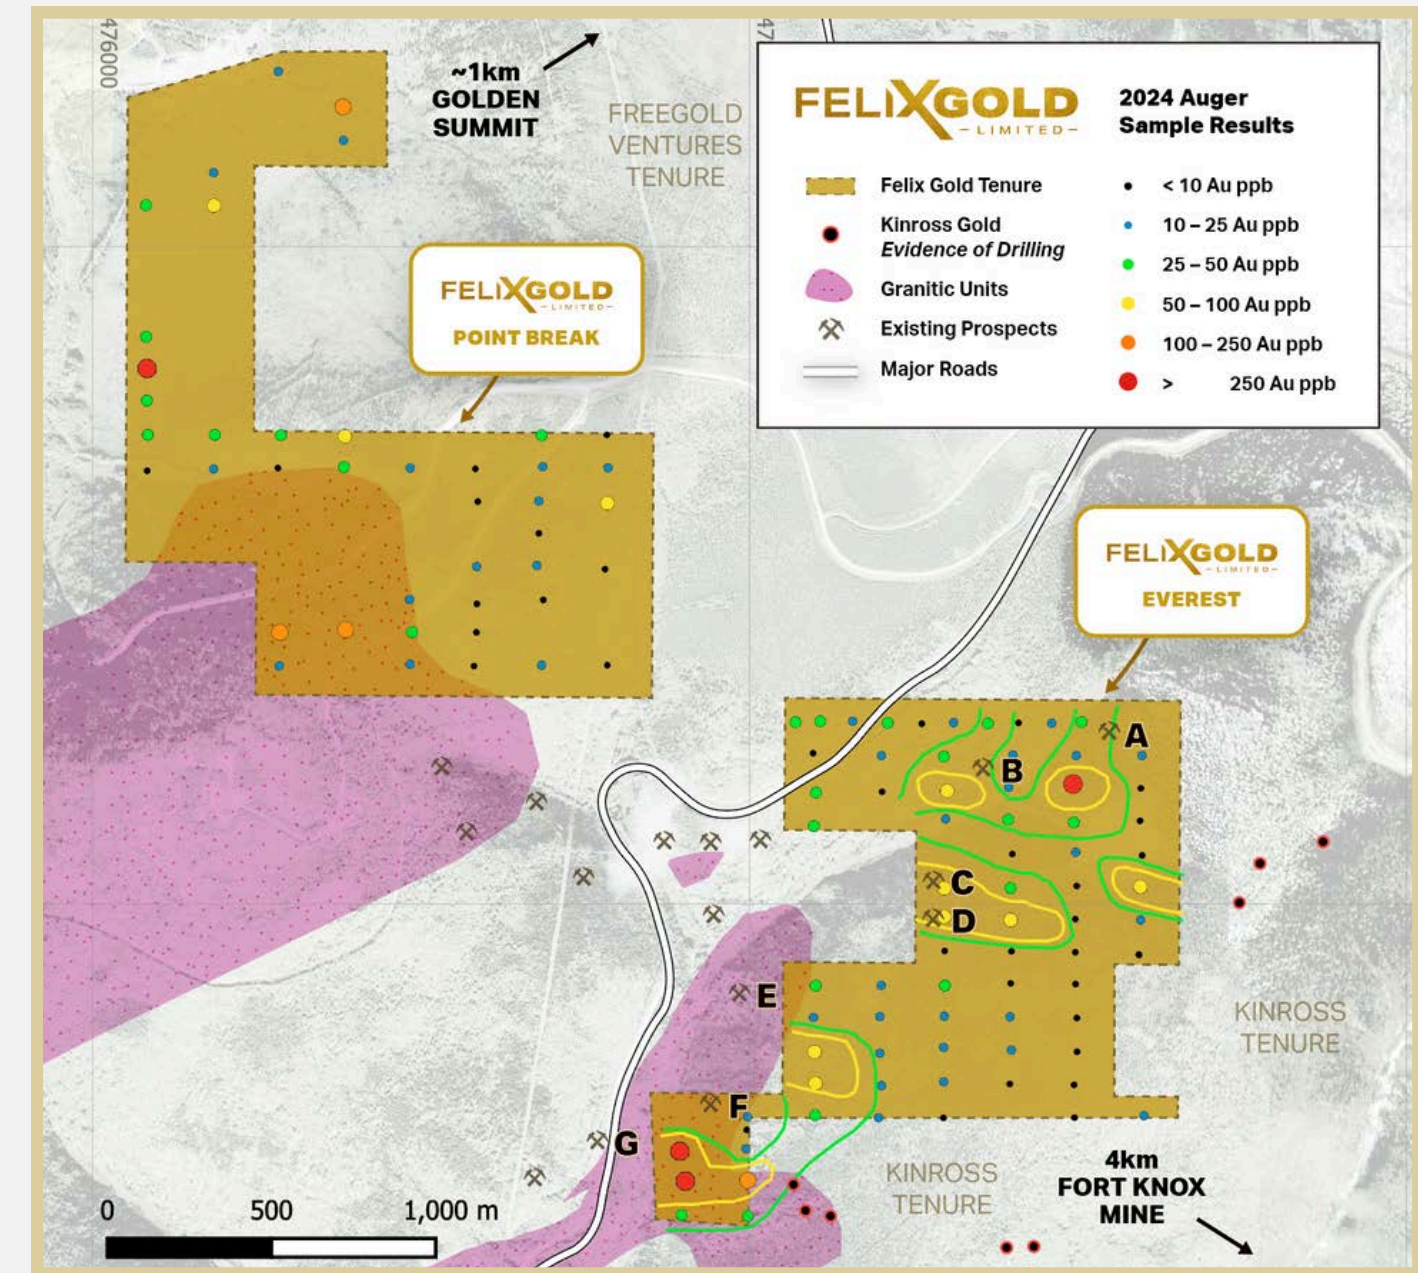 476000
47
~1km
GOLDEN
SUMMIT
FREEGOLD
VENTURES
TENURE
FELIXGOLD
LIMITED
2024 Auger
Sample Results
Felix Gold Tenure
Kinross Gold
Evidence of Drilling
Granitic Units
Existing Prospects
Major Roads
< 10 Au ppb
10 – 25 Au ppb
25 – 50 Au ppb
50 – 100 Au ppb
100 – 250 Au ppb
> 250 Au ppb
FELIXGOLD
LIMITED
POINT BREAK
FELIXGOLD
LIMITED
EVEREST
A
B
C
D
E
F
G
KINROSS
TENURE
KINROSS
TENURE
4km
FORT KNOX
MINE
0 500 1,000 m